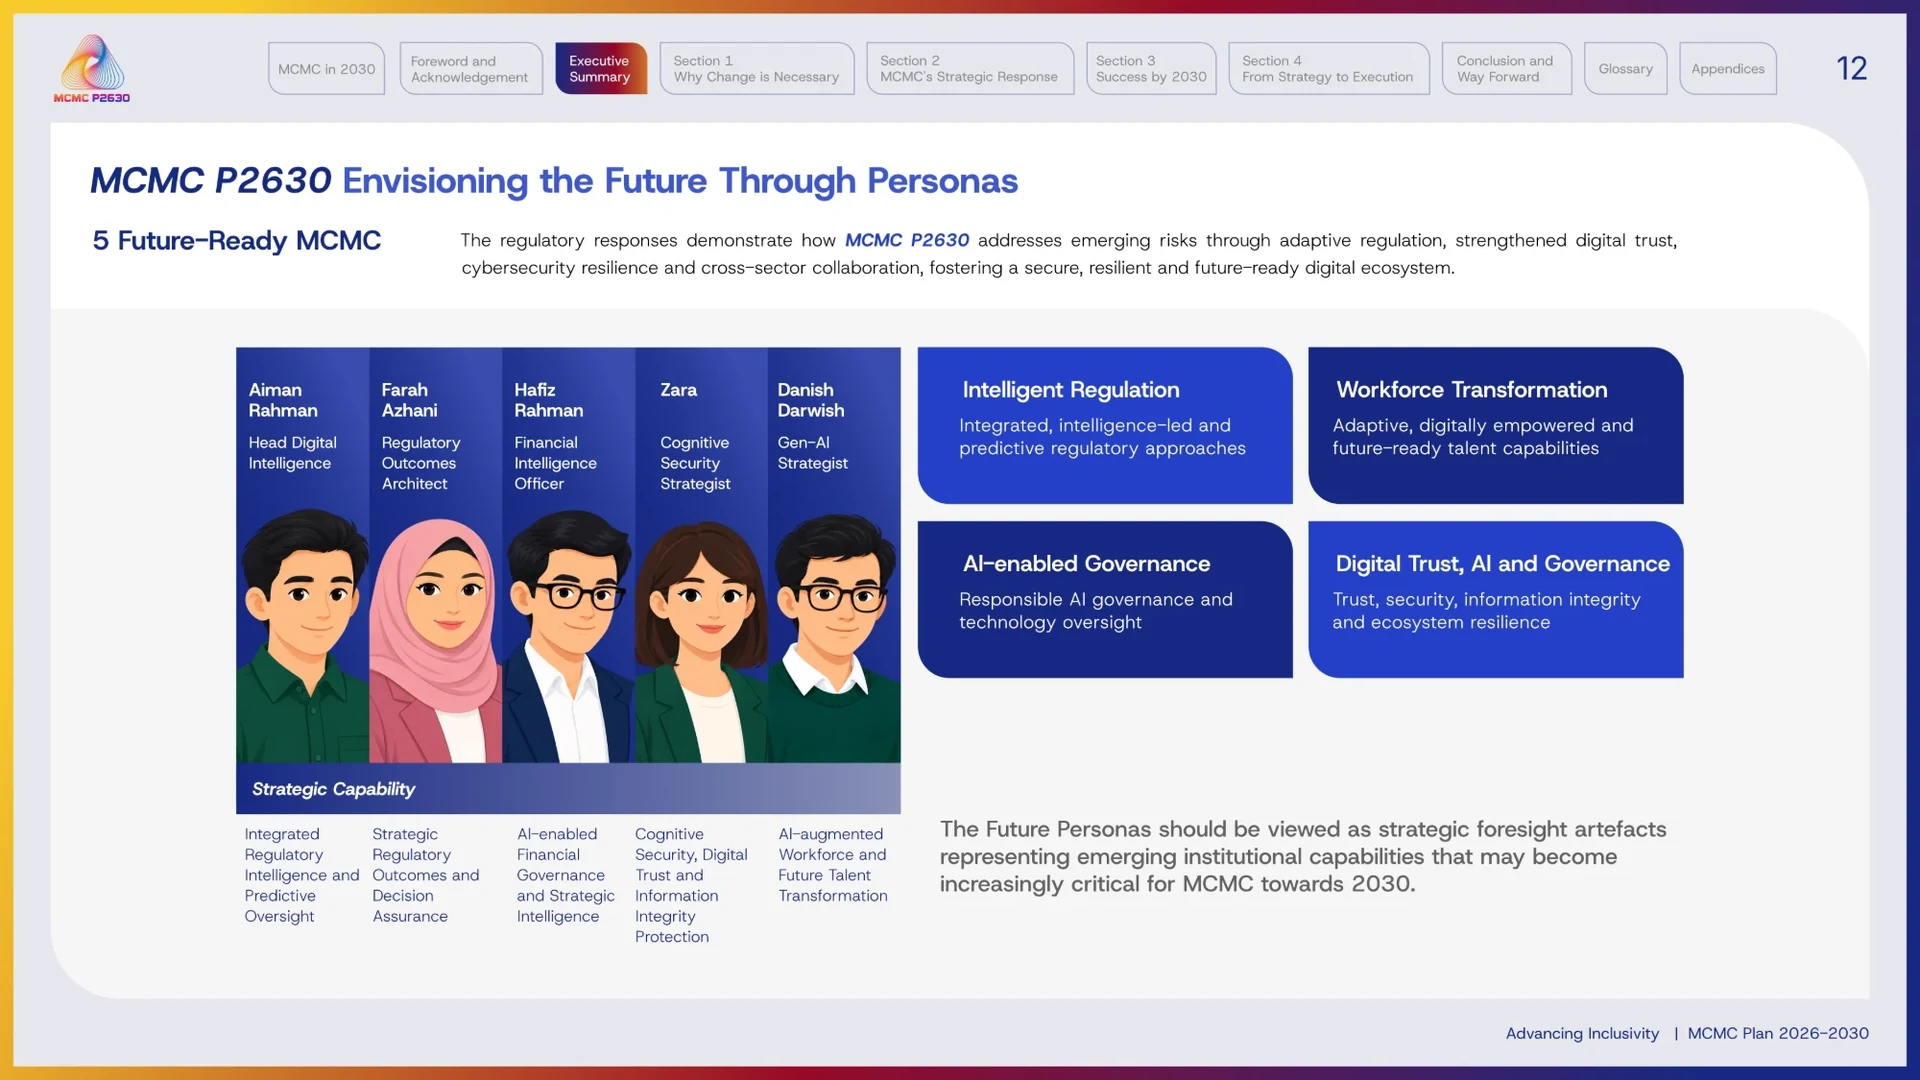 MCMC P2630
MCMC in 2030
Foreword and
Acknowledgement
Executive
Summary
Section 1
Why Change is Necessary
Section 2
MCMC's Strategic Response
Section 3
Success by 2030
Section 4
From Strategy to Execution
Conclusion and
Way Forward
Glossary
Appendices
12
MCMC P2630 Envisioning the Future Through Personas
5 Future-Ready MCMC
The regulatory responses demonstrate how MCMC P2630 addresses emerging risks through adaptive regulation, strengthened digital trust,
cybersecurity resilience and cross-sector collaboration, fostering a secure, resilient and future-ready digital ecosystem.
Aiman
Rahman
Head Digital
Intelligence
Farah
Azhani
Regulatory
Outcomes
Architect
Hafiz
Rahman
Financial
Intelligence
Officer
Zara
Cognitive
Security
Strategist
Danish
Darwish
Gen-AI
Strategist
Strategic Capability
Integrated
Regulatory
Intelligence and
Predictive
Oversight
Strategic
Regulatory
Outcomes and
Decision
Assurance
AI-enabled
Financial
Governance
and Strategic
Intelligence
Cognitive
Security, Digital
Trust and
Information
Integrity
Protection
AI-augmented
Workforce and
Future Talent
Transformation
Intelligent Regulation
Integrated, intelligence-led and
predictive regulatory approaches
Workforce Transformation
Adaptive, digitally empowered and
future-ready talent capabilities
AI-enabled Governance
Responsible AI governance and
technology oversight
Digital Trust, AI and Governance
Trust, security, information integrity
and ecosystem resilience
The Future Personas should be viewed as strategic foresight artefacts
representing emerging institutional capabilities that may become
increasingly critical for MCMC towards 2030.
Advancing Inclusivity | MCMC Plan 2026-2030